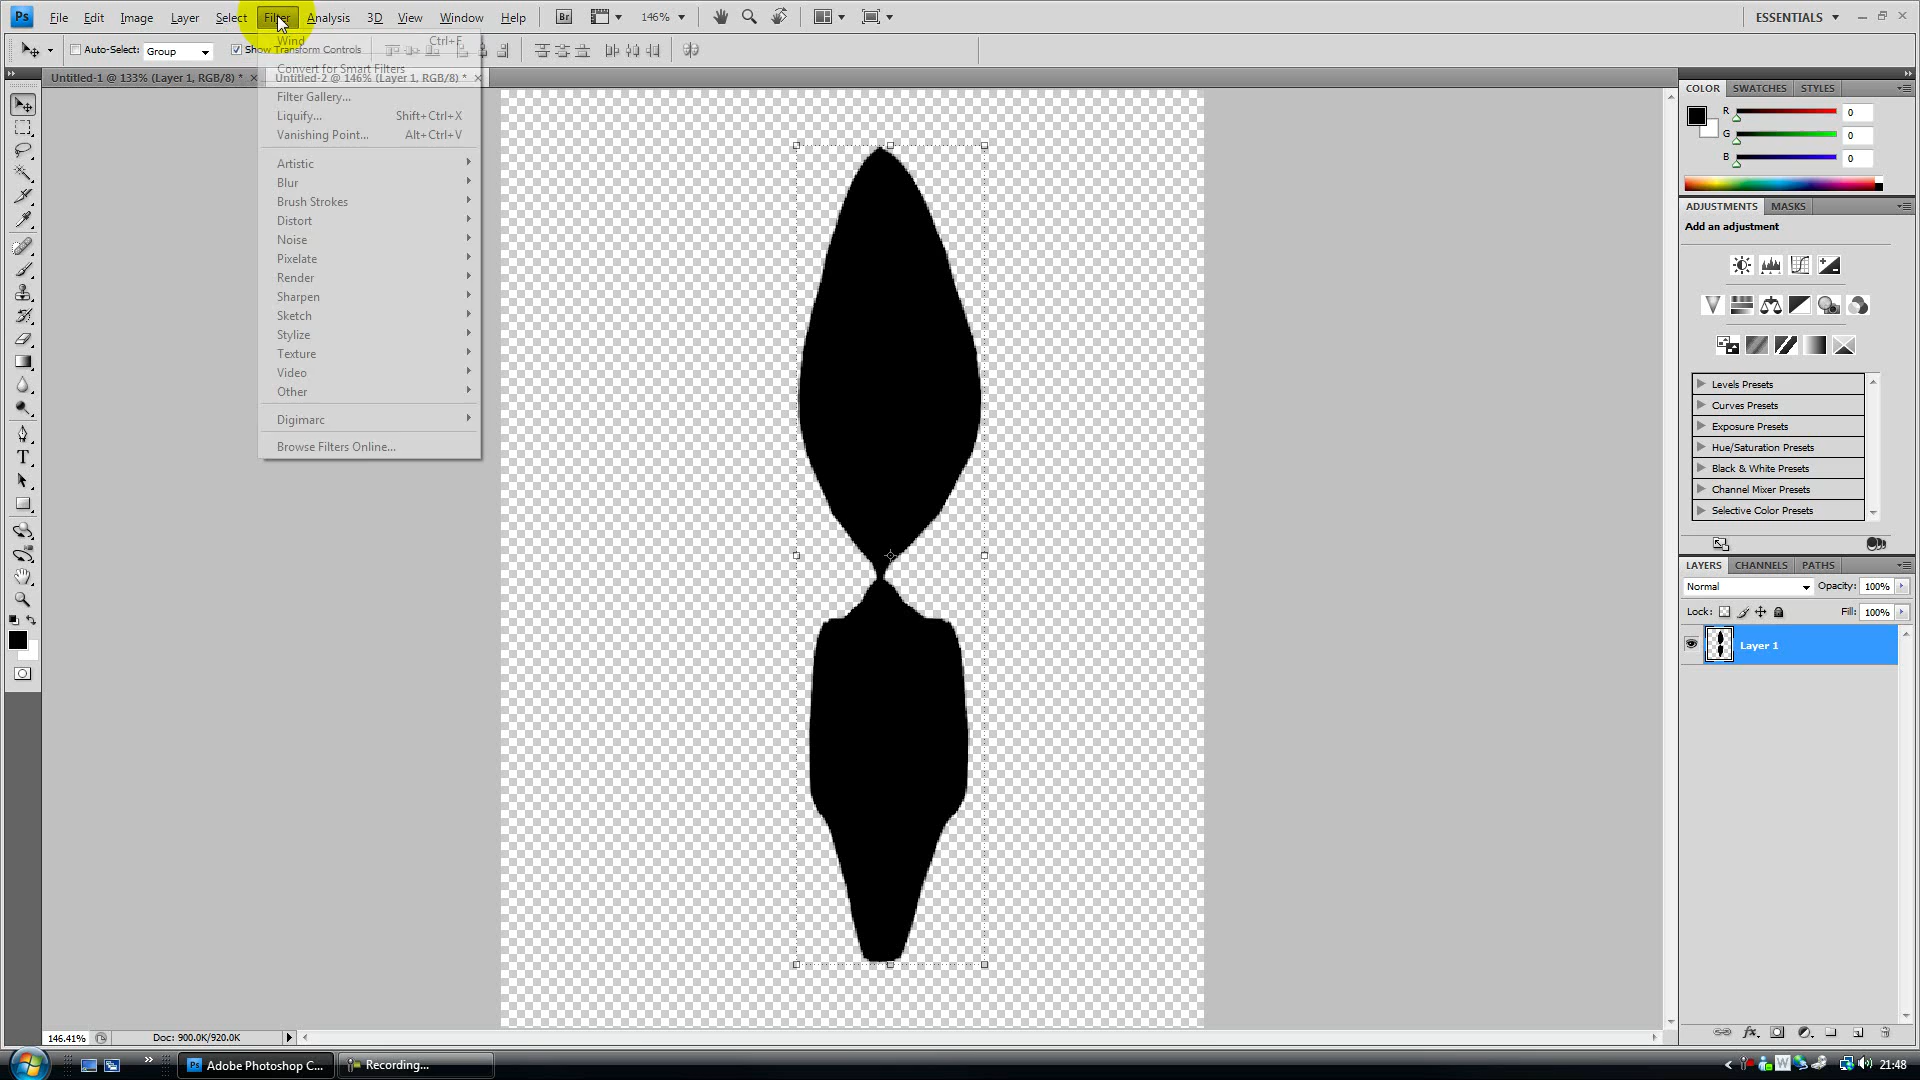 Ps File Edit Image Layer Select Filter Analysis 3D View Window Help Br 146% ESSENTIALS
Auto-Select: Group Show Transform Controls
Untitled-1 @ 133% (Layer 1, RGB/8) * Untitled-2 @ 146% (Layer 1, RGB/8) *
Wind Ctrl+F
Convert for Smart Filters
Filter Gallery...
Liquify... Shift+Ctrl+X
Vanishing Point... Alt+Ctrl+V
Artistic
Blur
Brush Strokes
Distort
Noise
Pixelate
Render
Sharpen
Sketch
Stylize
Texture
Video
Other
Digimarc
Browse Filters Online...
COLOR SWATCHES STYLES
R 0
G 0
B 0
ADJUSTMENTS MASKS
Add an adjustment
Levels Presets
Curves Presets
Exposure Presets
Hue/Saturation Presets
Black & White Presets
Channel Mixer Presets
Selective Color Presets
LAYERS CHANNELS PATHS
Normal Opacity: 100%
Lock: Fill: 100%
Layer 1
146.41% Doc: 900.0K/920.0K
Ps Adobe Photoshop C... Recording... 21:48